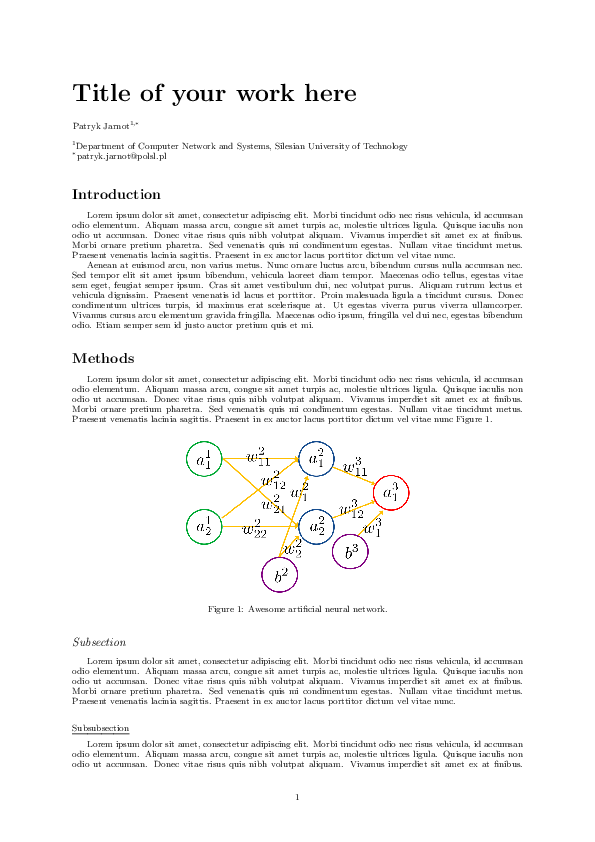 Title of your work here
Patryk Jarnot¹,*
¹Department of Computer Network and Systems, Silesian University of Technology
*patryk.jarnot@polsl.pl
Introduction
Lorem ipsum dolor sit amet, consectetur adipiscing elit. Morbi tincidunt odio nec risus vehicula, id accumsan
odio elementum. Aliquam massa arcu, congue sit amet turpis ac, molestie ultrices ligula. Quisque iaculis non
odio ut accumsan. Donec vitae risus quis nibh volutpat aliquam. Vivamus imperdiet sit amet ex at finibus.
Morbi ornare pretium pharetra. Sed venenatis quis mi condimentum egestas. Nullam vitae tincidunt metus.
Praesent venenatis lacinia sagittis. Praesent in ex auctor lacus porttitor dictum vel vitae nunc.
Aenean at euismod arcu, non varius metus. Nunc ornare luctus arcu, bibendum cursus nulla accumsan nec.
Sed tempor elit sit amet ipsum bibendum, vehicula laoreet diam tempor. Maecenas odio tellus, egestas vitae
sem eget, feugiat semper ipsum. Cras sit amet vestibulum dui, nec volutpat purus. Aliquam rutrum lectus et
vehicula dignissim. Praesent venenatis id lacus et porttitor. Proin malesuada ligula a tincidunt cursus. Donec
condimentum ultrices turpis, id maximus erat scelerisque at. Ut egestas viverra purus viverra ullamcorper.
Vivamus cursus arcu elementum gravida fringilla. Maecenas odio ipsum, fringilla vel dui nec, egestas bibendum
odio. Etiam semper sem id justo auctor pretium quis et mi.
Methods
Lorem ipsum dolor sit amet, consectetur adipiscing elit. Morbi tincidunt odio nec risus vehicula, id accumsan
odio elementum. Aliquam massa arcu, congue sit amet turpis ac, molestie ultrices ligula. Quisque iaculis non
odio ut accumsan. Donec vitae risus quis nibh volutpat aliquam. Vivamus imperdiet sit amet ex at finibus.
Morbi ornare pretium pharetra. Sed venenatis quis mi condimentum egestas. Nullam vitae tincidunt metus.
Praesent venenatis lacinia sagittis. Praesent in ex auctor lacus porttitor dictum vel vitae nunc Figure 1.
a_1^1
w_{11}^2
a_1^2
w_{11}^3
w_{12}^2
w_1^2
a_1^3
w_{21}^2
w_{12}^3
a_2^1
w_{22}^2
a_2^2
w_1^3
w_2^2
b^3
b^2
Figure 1: Awesome artificial neural network.
Subsection
Lorem ipsum dolor sit amet, consectetur adipiscing elit. Morbi tincidunt odio nec risus vehicula, id accumsan
odio elementum. Aliquam massa arcu, congue sit amet turpis ac, molestie ultrices ligula. Quisque iaculis non
odio ut accumsan. Donec vitae risus quis nibh volutpat aliquam. Vivamus imperdiet sit amet ex at finibus.
Morbi ornare pretium pharetra. Sed venenatis quis mi condimentum egestas. Nullam vitae tincidunt metus.
Praesent venenatis lacinia sagittis. Praesent in ex auctor lacus porttitor dictum vel vitae nunc.
Subsubsection
Lorem ipsum dolor sit amet, consectetur adipiscing elit. Morbi tincidunt odio nec risus vehicula, id accumsan
odio elementum. Aliquam massa arcu, congue sit amet turpis ac, molestie ultrices ligula. Quisque iaculis non
odio ut accumsan. Donec vitae risus quis nibh volutpat aliquam. Vivamus imperdiet sit amet ex at finibus.
1